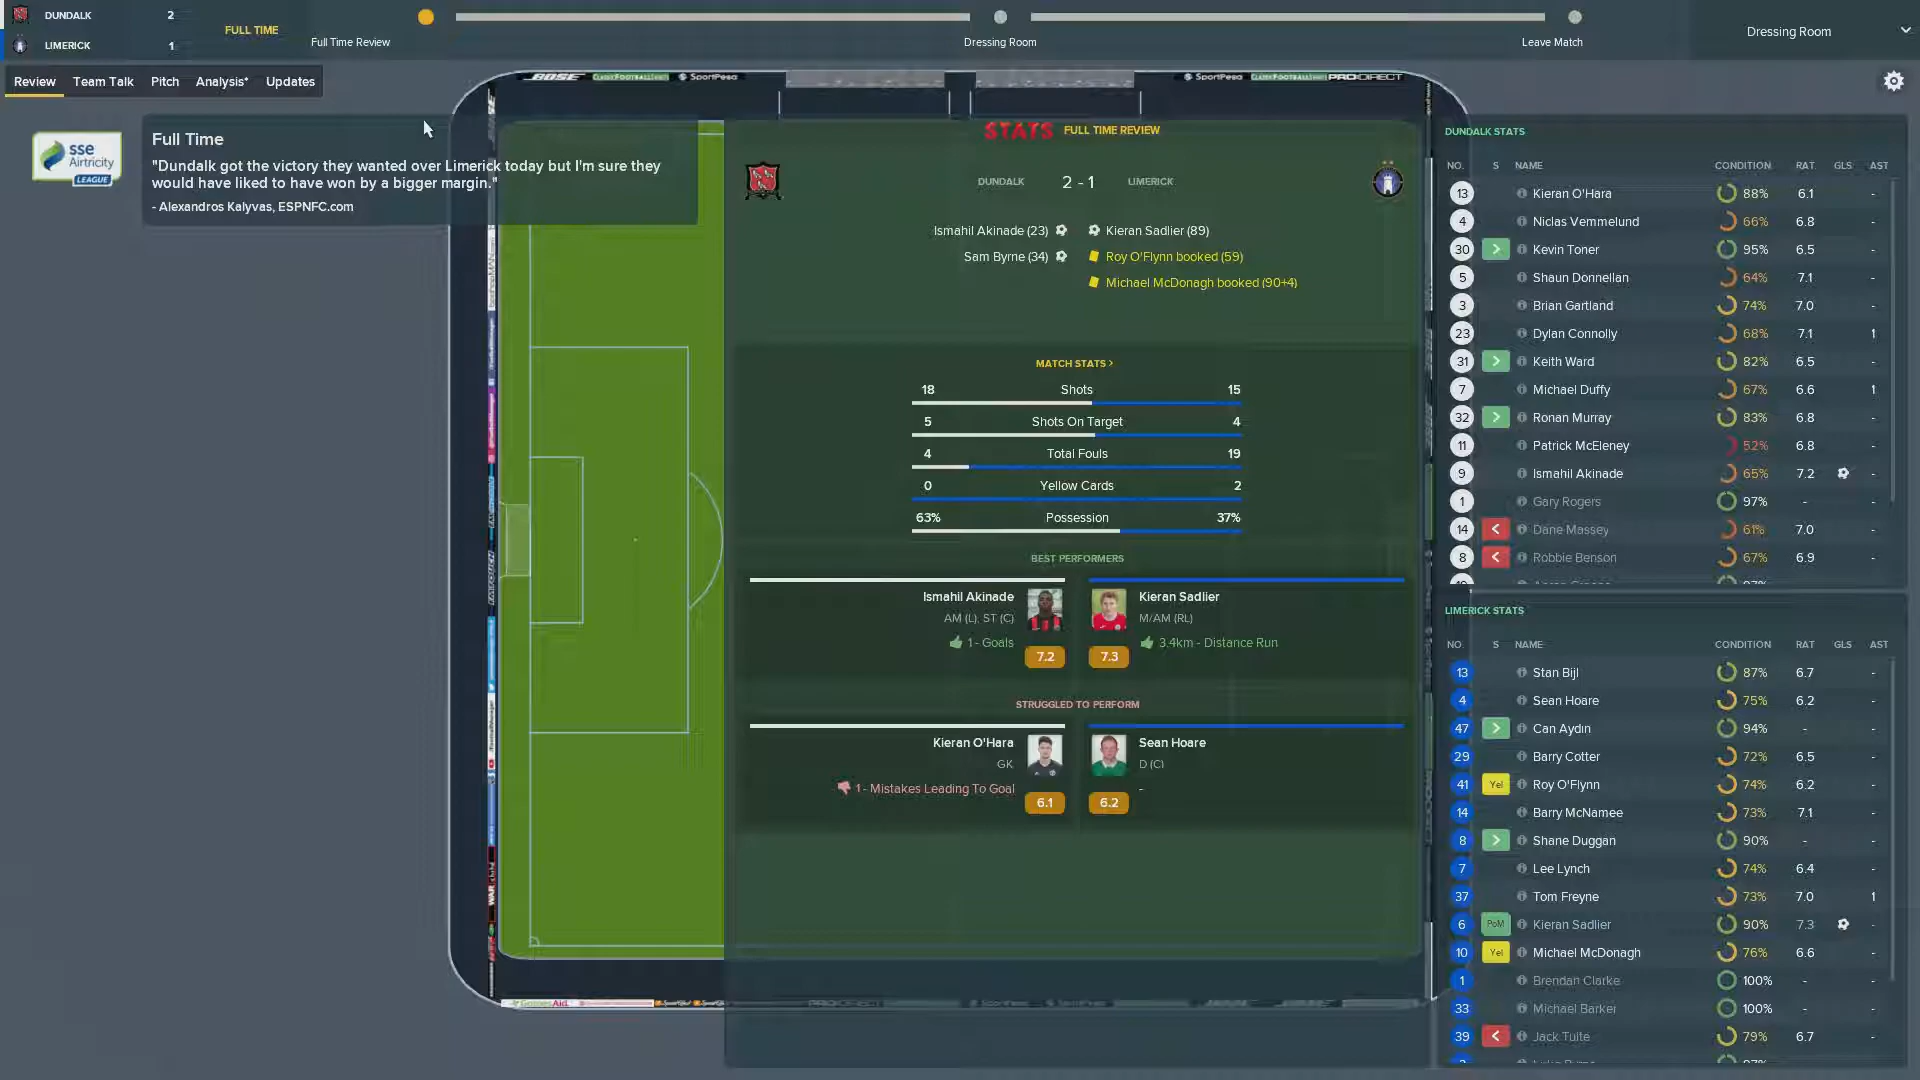 DUNDALK 2
LIMERICK 1
FULL TIME
Full Time Review
Dressing Room
Leave Match
Dressing Room
Review Team Talk Pitch Analysis* Updates
BOSE CLASSIC FOOTBALL SHIRTS SportPesa
SportPesa CLASSIC FOOTBALL SHIRTS PRO:DIRECT
sse
Airtricity
LEAGUE
Full Time
"Dundalk got the victory they wanted over Limerick today but I'm sure they
would have liked to have won by a bigger margin."
- Alexandros Kalyvas, ESPNFC.com
STATS FULL TIME REVIEW
DUNDALK 2 - 1 LIMERICK
Ismahil Akinade (23) Kieran Sadlier (89)
Sam Byrne (34) Roy O'Flynn booked (59)
Michael McDonagh booked (90+4)
MATCH STATS >
18 Shots 15
5 Shots On Target 4
4 Total Fouls 19
0 Yellow Cards 2
63% Possession 37%
BEST PERFORMERS
Ismahil Akinade
AM (L), ST (C)
1 - Goals
7.2
Kieran Sadlier
M/AM (RL)
3.4km - Distance Run
7.3
STRUGGLED TO PERFORM
Kieran O'Hara
GK
1 - Mistakes Leading To Goal
6.1
Sean Hoare
D (C)
-
6.2
GamesAid
DUNDALK STATS
NO. S NAME CONDITION RAT GLS AST
13 Kieran O'Hara 88% 6.1 -
4 Niclas Vemmelund 66% 6.8 -
30 > Kevin Toner 95% 6.5 -
5 Shaun Donnellan 64% 7.1 -
3 Brian Gartland 74% 7.0 -
23 Dylan Connolly 68% 7.1 1
31 > Keith Ward 82% 6.5 -
7 Michael Duffy 67% 6.6 1
32 > Ronan Murray 83% 6.8 -
11 Patrick McEleney 52% 6.8 -
9 Ismahil Akinade 65% 7.2 -
1 Gary Rogers 97% - -
14 < Dane Massey 61% 7.0 -
8 < Robbie Benson 67% 6.9 -
LIMERICK STATS
NO. S NAME CONDITION RAT GLS AST
13 Stan Bijl 87% 6.7 -
4 Sean Hoare 75% 6.2 -
47 > Can Aydın 94% - -
29 Barry Cotter 72% 6.5 -
41 Yel Roy O'Flynn 74% 6.2 -
14 Barry McNamee 73% 7.1 -
8 > Shane Duggan 90% - -
7 Lee Lynch 74% 6.4 -
37 Tom Freyne 73% 7.0 1
6 PoM Kieran Sadlier 90% 7.3 -
10 Yel Michael McDonagh 76% 6.6 -
1 Brendan Clarke 100% - -
33 Michael Barker 100% - -
39 < Jack Tuite 79% 6.7 -